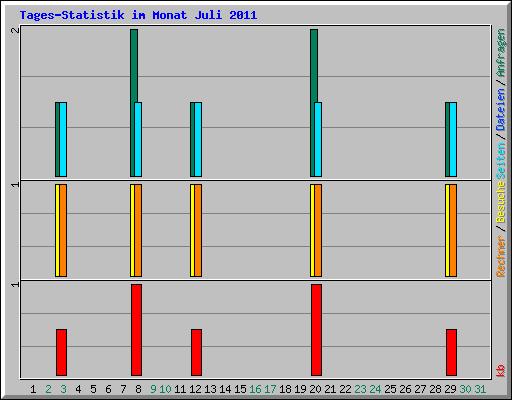 Tages-Statistik im Monat Juli 2011
2
1
1
Anfragen / Dateien / Seiten
Besuche / Rechner
kb
1 2 3 4 5 6 7 8 9 10 11 12 13 14 15 16 17 18 19 20 21 22 23 24 25 26 27 28 29 30 31